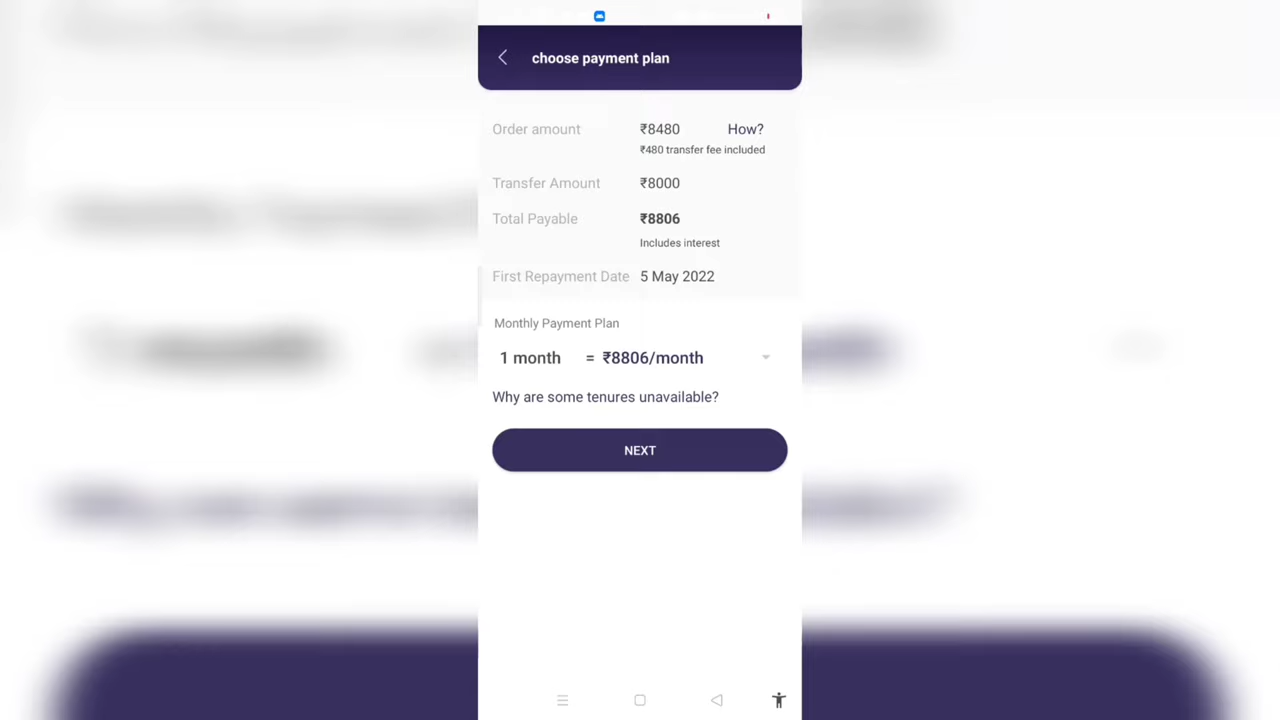 choose payment plan
Order amount ₹8480 How?
₹480 transfer fee included
Transfer Amount ₹8000
Total Payable ₹8806
Includes interest
First Repayment Date 5 May 2022
Monthly Payment Plan
1 month = ₹8806/month
Why are some tenures unavailable?
NEXT